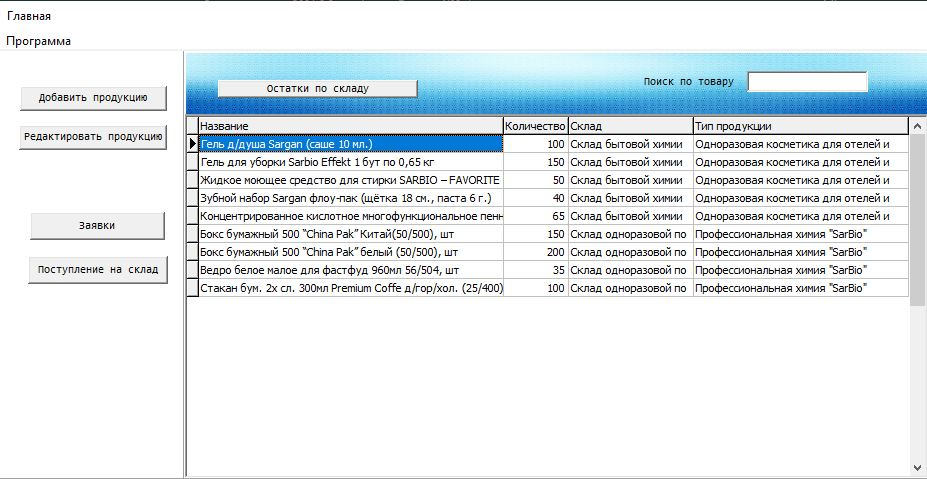 Главная
Программа
Добавить продукцию
Редактировать продукцию
Заявки
Поступление на склад
Остатки по складу
Поиск по товару
Название Количество Склад Тип продукции
Гель д/душа Sargan (саше 10 мл.) 100 Склад бытовой химии Одноразовая косметика для отелей и
Гель для уборки Sarbio Effekt 1 бут по 0,65 кг 150 Склад бытовой химии Одноразовая косметика для отелей и
Жидкое моющее средство для стирки SARBIO – FAVORITE 50 Склад бытовой химии Одноразовая косметика для отелей и
Зубной набор Sargan флоу-пак (щётка 18 см., паста 6 г.) 40 Склад бытовой химии Одноразовая косметика для отелей и
Концентрированное кислотное многофункциональное пенн 65 Склад бытовой химии Одноразовая косметика для отелей и
Бокс бумажный 500 “China Pak” Китай(50/500), шт 150 Склад одноразовой по Профессиональная химия "SarBio"
Бокс бумажный 500 “China Pak” белый (50/500), шт 200 Склад одноразовой по Профессиональная химия "SarBio"
Ведро белое малое для фастфуд 960мл 56/504, шт 35 Склад одноразовой по Профессиональная химия "SarBio"
Стакан бум. 2х сл. 300мл Premium Coffe д/гор/хол. (25/400) 100 Склад одноразовой по Профессиональная химия "SarBio"